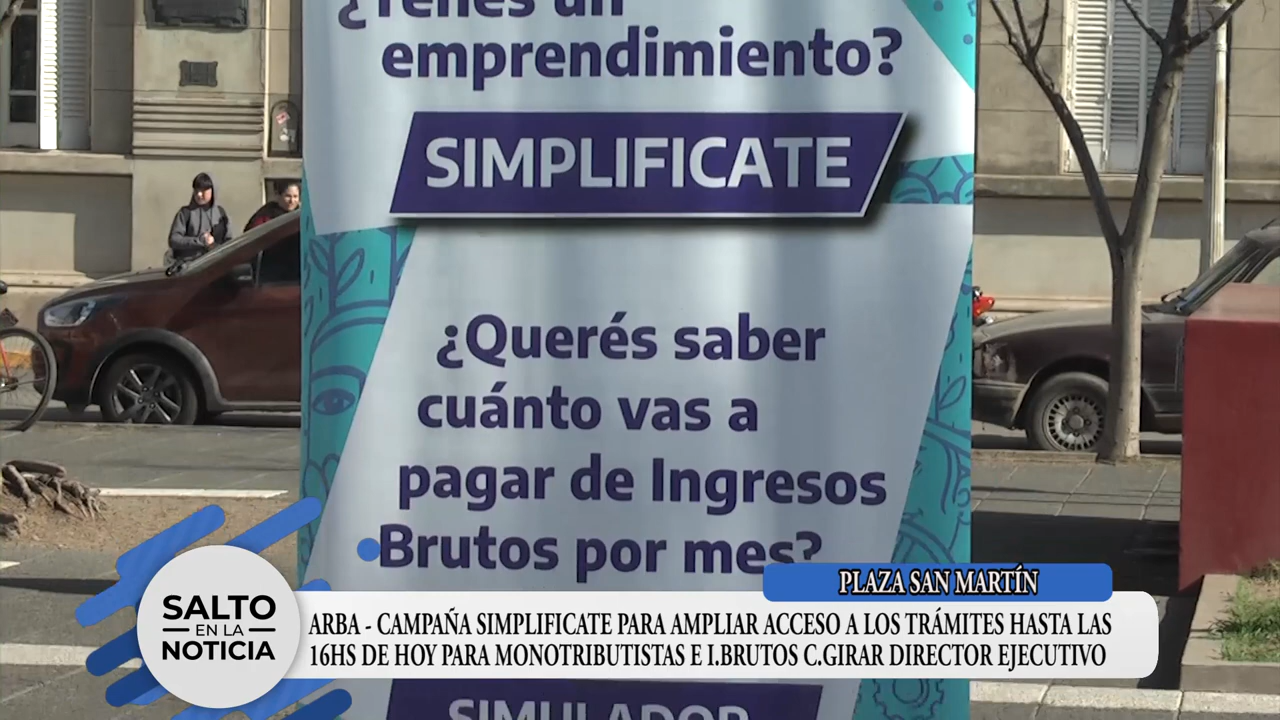 ¿Tenés un
emprendimiento?
SIMPLIFICATE
¿Querés saber
cuánto vas a
pagar de Ingresos
Brutos por mes?
PLAZA SAN MARTÍN
SALTO
EN LA
NOTICIA
ARBA - CAMPAÑA SIMPLIFICATE PARA AMPLIAR ACCESO A LOS TRÁMITES HASTA LAS
16HS DE HOY PARA MONOTRIBUTISTAS E I.BRUTOS C.GIRAR DIRECTOR EJECUTIVO
SIMULADOR